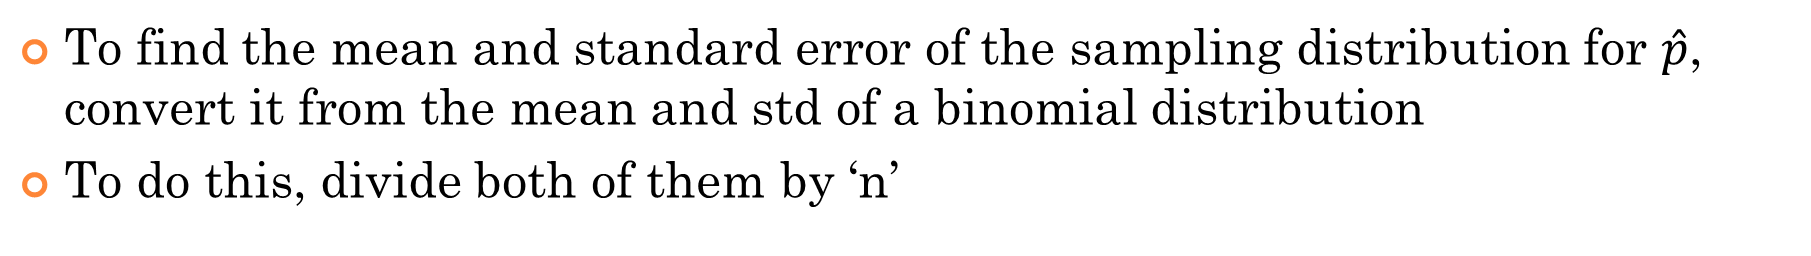 To find the mean and standard error of the sampling distribution for p̂,
convert it from the mean and std of a binomial distribution
To do this, divide both of them by ‘n’